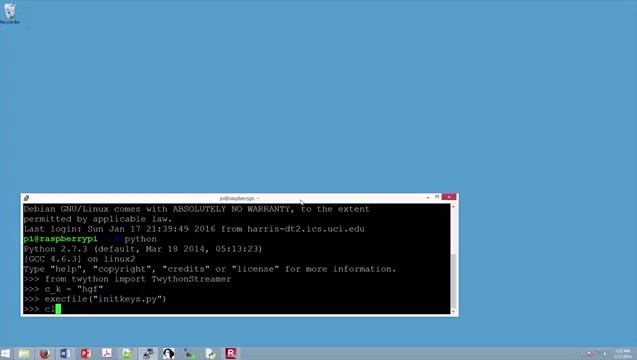 Recycle Bin
pi@raspberrypi: ~
Debian GNU/Linux comes with ABSOLUTELY NO WARRANTY, to the extent
permitted by applicable law.
Last login: Sun Jan 17 21:39:49 2016 from harris-dt2.ics.uci.edu
pi@raspberrypi ~ $ python
Python 2.7.3 (default, Mar 18 2014, 05:13:23)
[GCC 4.6.3] on linux2
Type "help", "copyright", "credits" or "license" for more information.
>>> from twython import TwythonStreamer
>>> c_k = "hgf"
>>> execfile("initkeys.py")
>>> cl